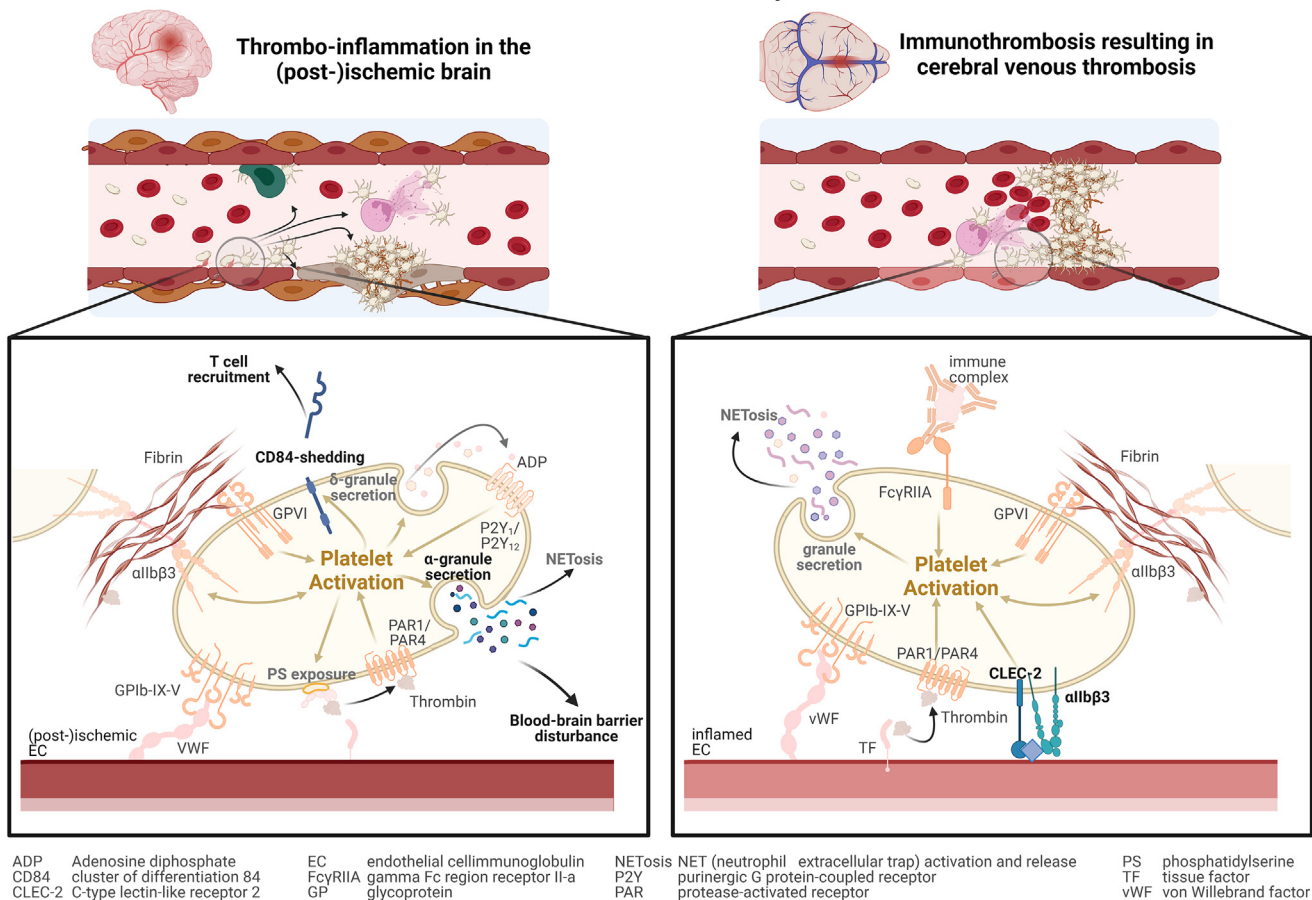 Thrombo-inflammation in the
(post-)ischemic brain
Immunothrombosis resulting in
cerebral venous thrombosis
T cell
recruitment
CD84-shedding
Fibrin
GPVI
δ-granule
secretion
ADP
P2Y1/
P2Y12
αIIbβ3
Platelet
Activation
α-granule
secretion
NETosis
PAR1/
PAR4
PS exposure
GPIb-IX-V
Thrombin
Blood-brain barrier
disturbance
(post-)ischemic
EC
VWF
immune
complex
NETosis
FcγRIIA
Fibrin
GPVI
αIIbβ3
granule
secretion
Platelet
Activation
GPIb-IX-V
PAR1/PAR4
CLEC-2
αIIbβ3
Thrombin
vWF
TF
inflamed
EC
ADP Adenosine diphosphate EC endothelial cellimmunoglobulin NETosis NET (neutrophil extracellular trap) activation and release PS phosphatidylserine
CD84 cluster of differentiation 84 FcγRIIA gamma Fc region receptor II-a P2Y purinergic G protein-coupled receptor TF tissue factor
CLEC-2 C-type lectin-like receptor 2 GP glycoprotein PAR protease-activated receptor vWF von Willebrand factor